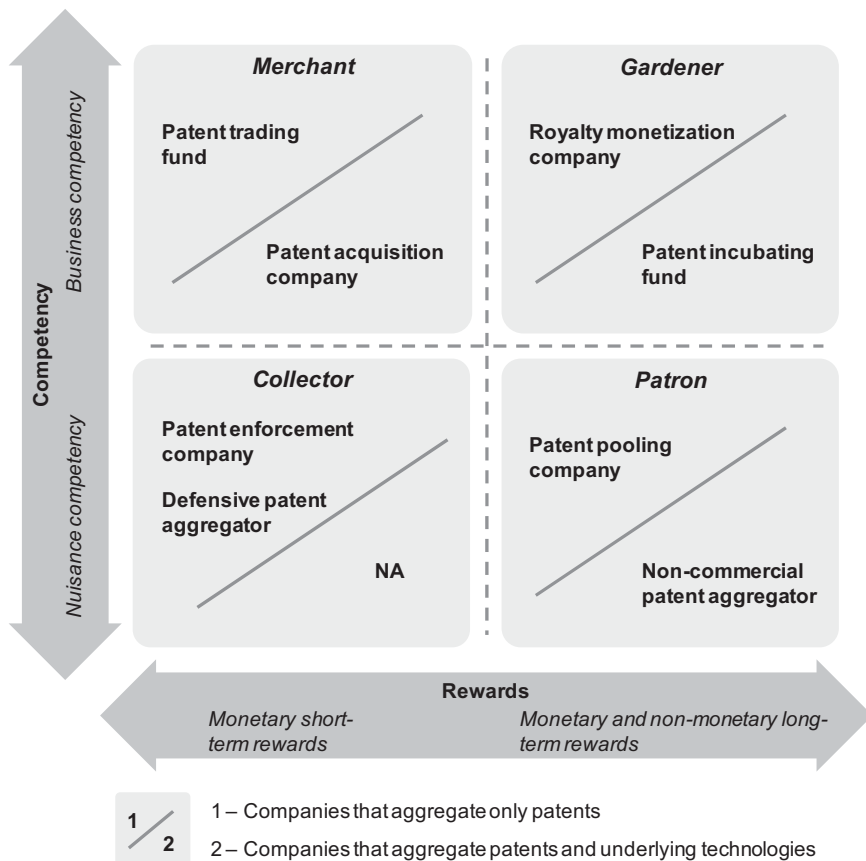 Merchant
Patent trading
fund
Patent acquisition
company
Gardener
Royalty monetization
company
Patent incubating
fund
Collector
Patent enforcement
company
Defensive patent
aggregator
NA
Patron
Patent pooling
company
Non-commercial
patent aggregator
Competency
Business competency
Nuisance competency
Rewards
Monetary short-
term rewards
Monetary and non-monetary long-
term rewards
1
2
1 – Companies that aggregate only patents
2 – Companies that aggregate patents and underlying technologies